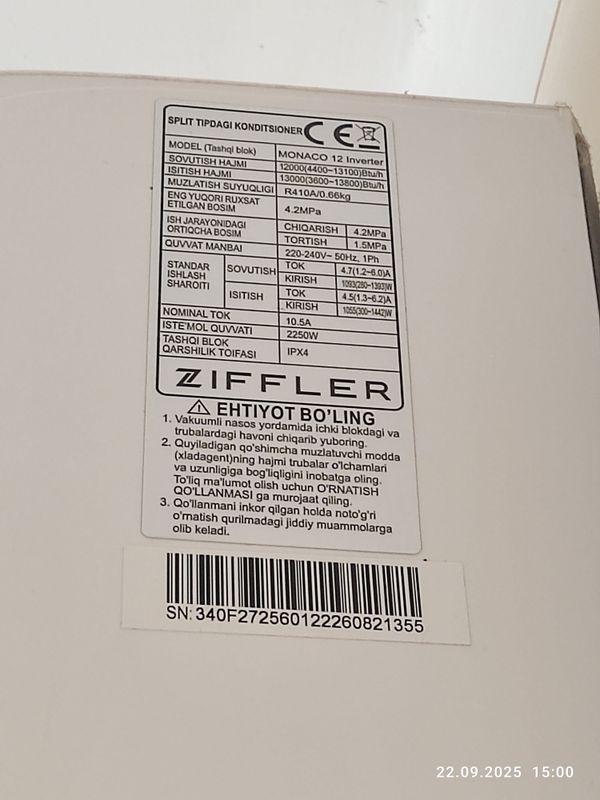 SPLIT TIPDAGI KONDITSIONER CE
MODEL (Tashqi blok) MONACO 12 Inverter
SOVUTISH HAJMI 12000(4400~13100)Btu/h
ISITISH HAJMI 13000(3600~13800)Btu/h
MUZLATISH SUYUQLIGI R410A/0.66kg
ENG YUQORI RUXSAT
ETILGAN BOSIM 4.2MPa
ISH JARAYONIDAGI
ORTIQCHA BOSIM
CHIQARISH 4.2MPa
TORTISH 1.5MPa
QUVVAT MANBAI 220-240V~ 50Hz, 1Ph
STANDAR
ISHLASH
SHAROITI
SOVUTISH
TOK 4.7(1.2~6.0)A
KIRISH 1093(280~1393)W
ISITISH
TOK 4.5(1.3~6.2)A
KIRISH 1055(300~1442)W
NOMINAL TOK 10.5A
ISTE'MOL QUVVATI 2250W
TASHQI BLOK
QARSHILIK TOIFASI IPX4
ZIFFLER
EHTIYOT BO'LING
1. Vakuumli nasos yordamida ichki blokdagi va
trubalardagi havoni chiqarib yuboring.
2. Quyiladigan qo'shimcha muzlatuvchi modda
(xladagent)ning hajmi trubalar o'lchamlari
va uzunligiga bog'liqligini inobatga oling.
To'liq ma'lumot olish uchun O'RNATISH
QO'LLANMASI ga murojaat qiling.
3. Qo'llanmani inkor qilgan holda noto'g'ri
o'rnatish qurilmadagi jiddiy muammolarga
olib keladi.
SN: 340F272560122260821355
22.09.2025 15:00